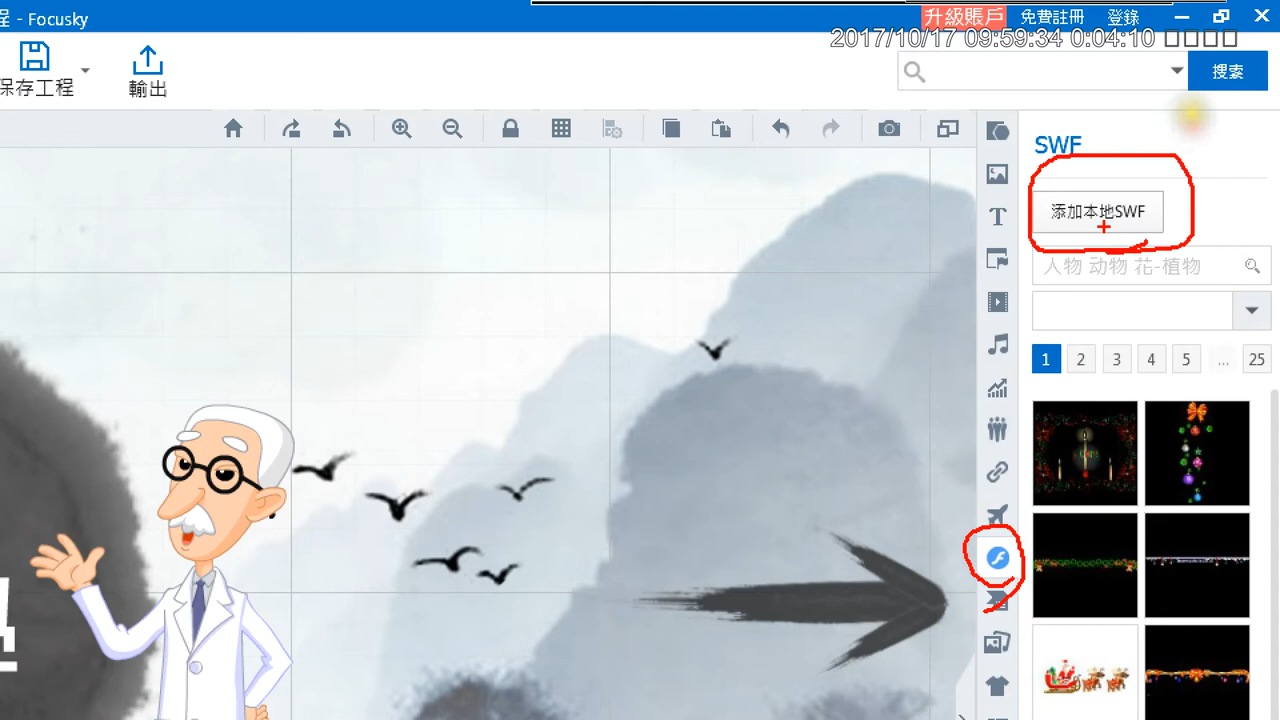 程 - Focusky
升級賬戶 免費註冊 登錄
2017/10/17 09:59:34 0:04:10
保存工程
輸出
搜索
SWF
添加本地SWF
人物 动物 花-植物
1 2 3 4 5 ... 25